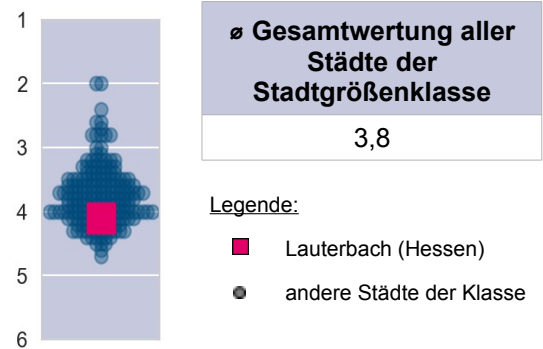 1
2
3
4
5
6
ø Gesamtwertung aller
Städte der
Stadtgrößenklasse
3,8
Legende:
Lauterbach (Hessen)
andere Städte der Klasse